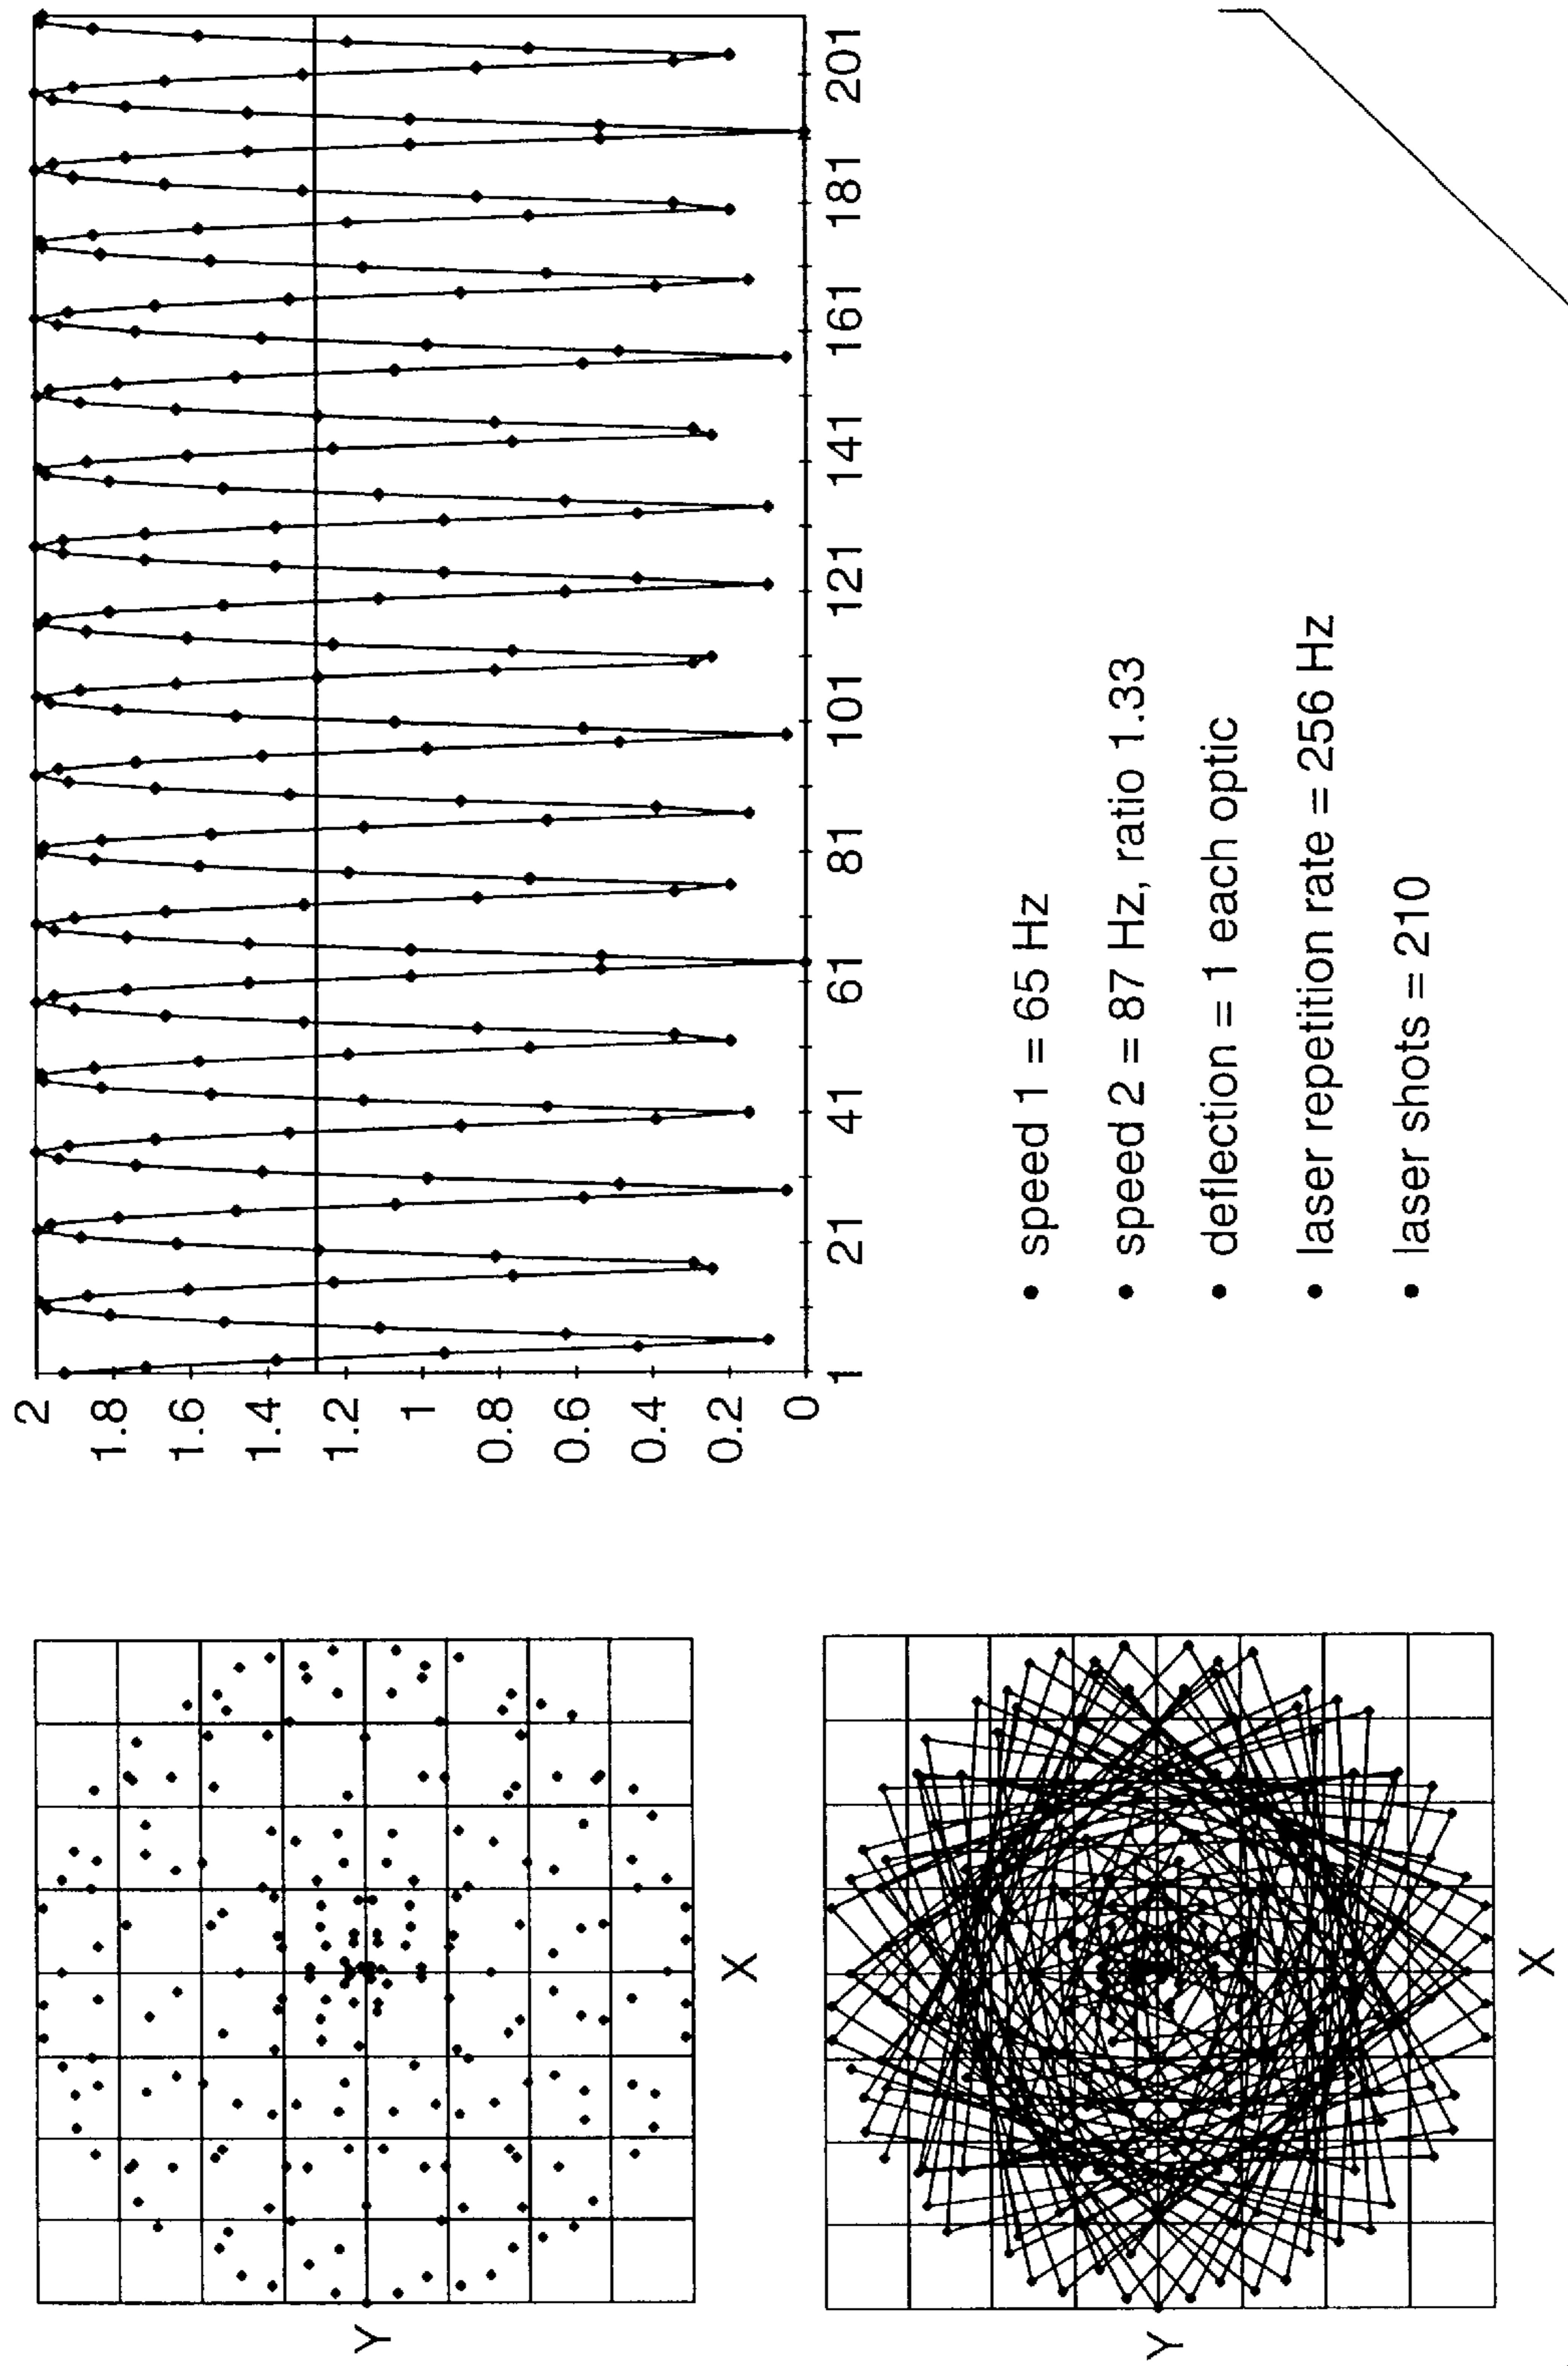 2
1.8
1.6
1.4
1.2
1
0.8
0.6
0.4
0.2
0
1 21 41 61 81 101 121 141 161 181 201
Y
X
Y
X
• speed 1 = 65 Hz
• speed 2 = 87 Hz, ratio 1.33
• deflection = 1 each optic
• laser repetition rate = 256 Hz
• laser shots = 210